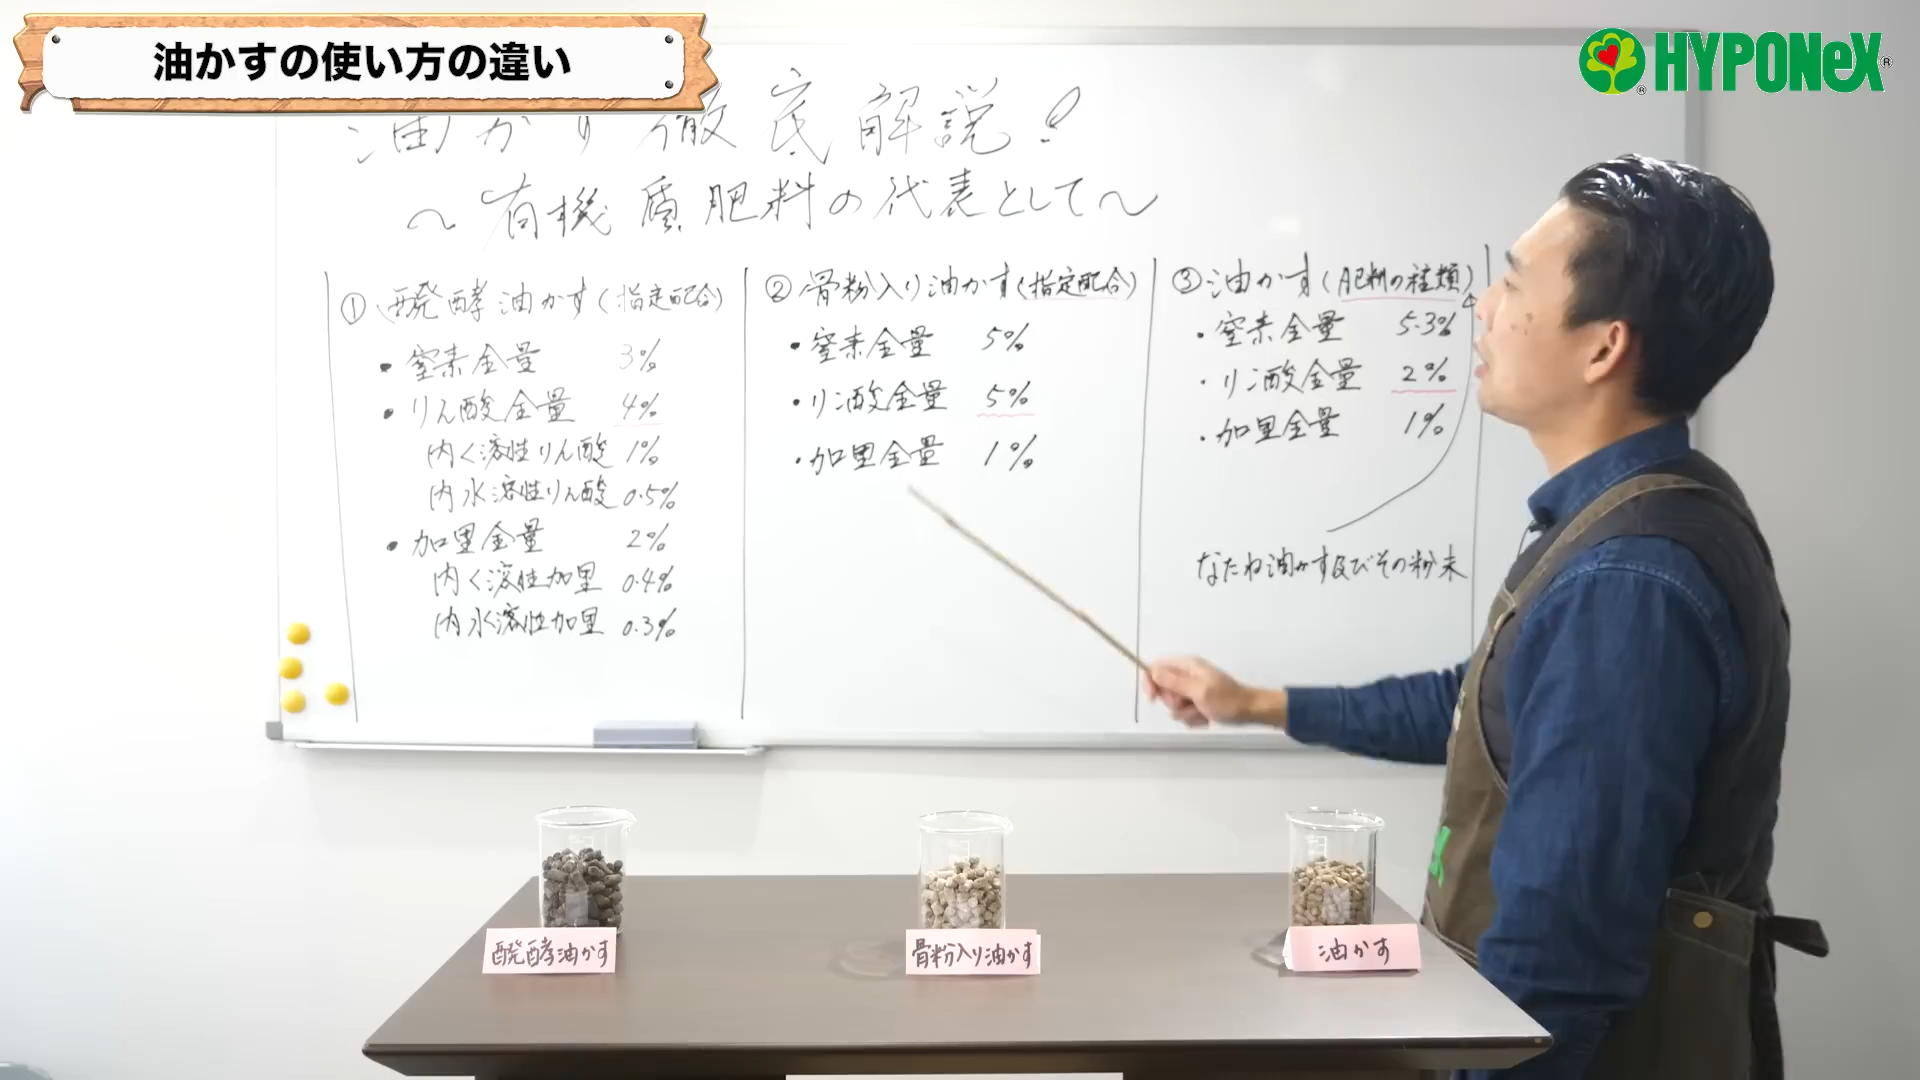 油かすの使い方の違い
HYPONeX
油かす徹底解説!
～有機質肥料の代表として～
①醗酵油かす(指定配合)
・窒素全量 3%
・りん酸全量 4%
内く溶性りん酸 1%
内水溶性りん酸 0.5%
・加里全量 2%
内く溶性加里 0.4%
内水溶性加里 0.3%
②骨粉入り油かす(指定配合)
・窒素全量 5%
・リン酸全量 5%
・加里全量 1%
③油かす(肥料の種類)
・窒素全量 5.3%
・リン酸全量 2%
・加里全量 1%
なたね油かす及びその粉末
醗酵油かす
骨粉入り油かす
油かす